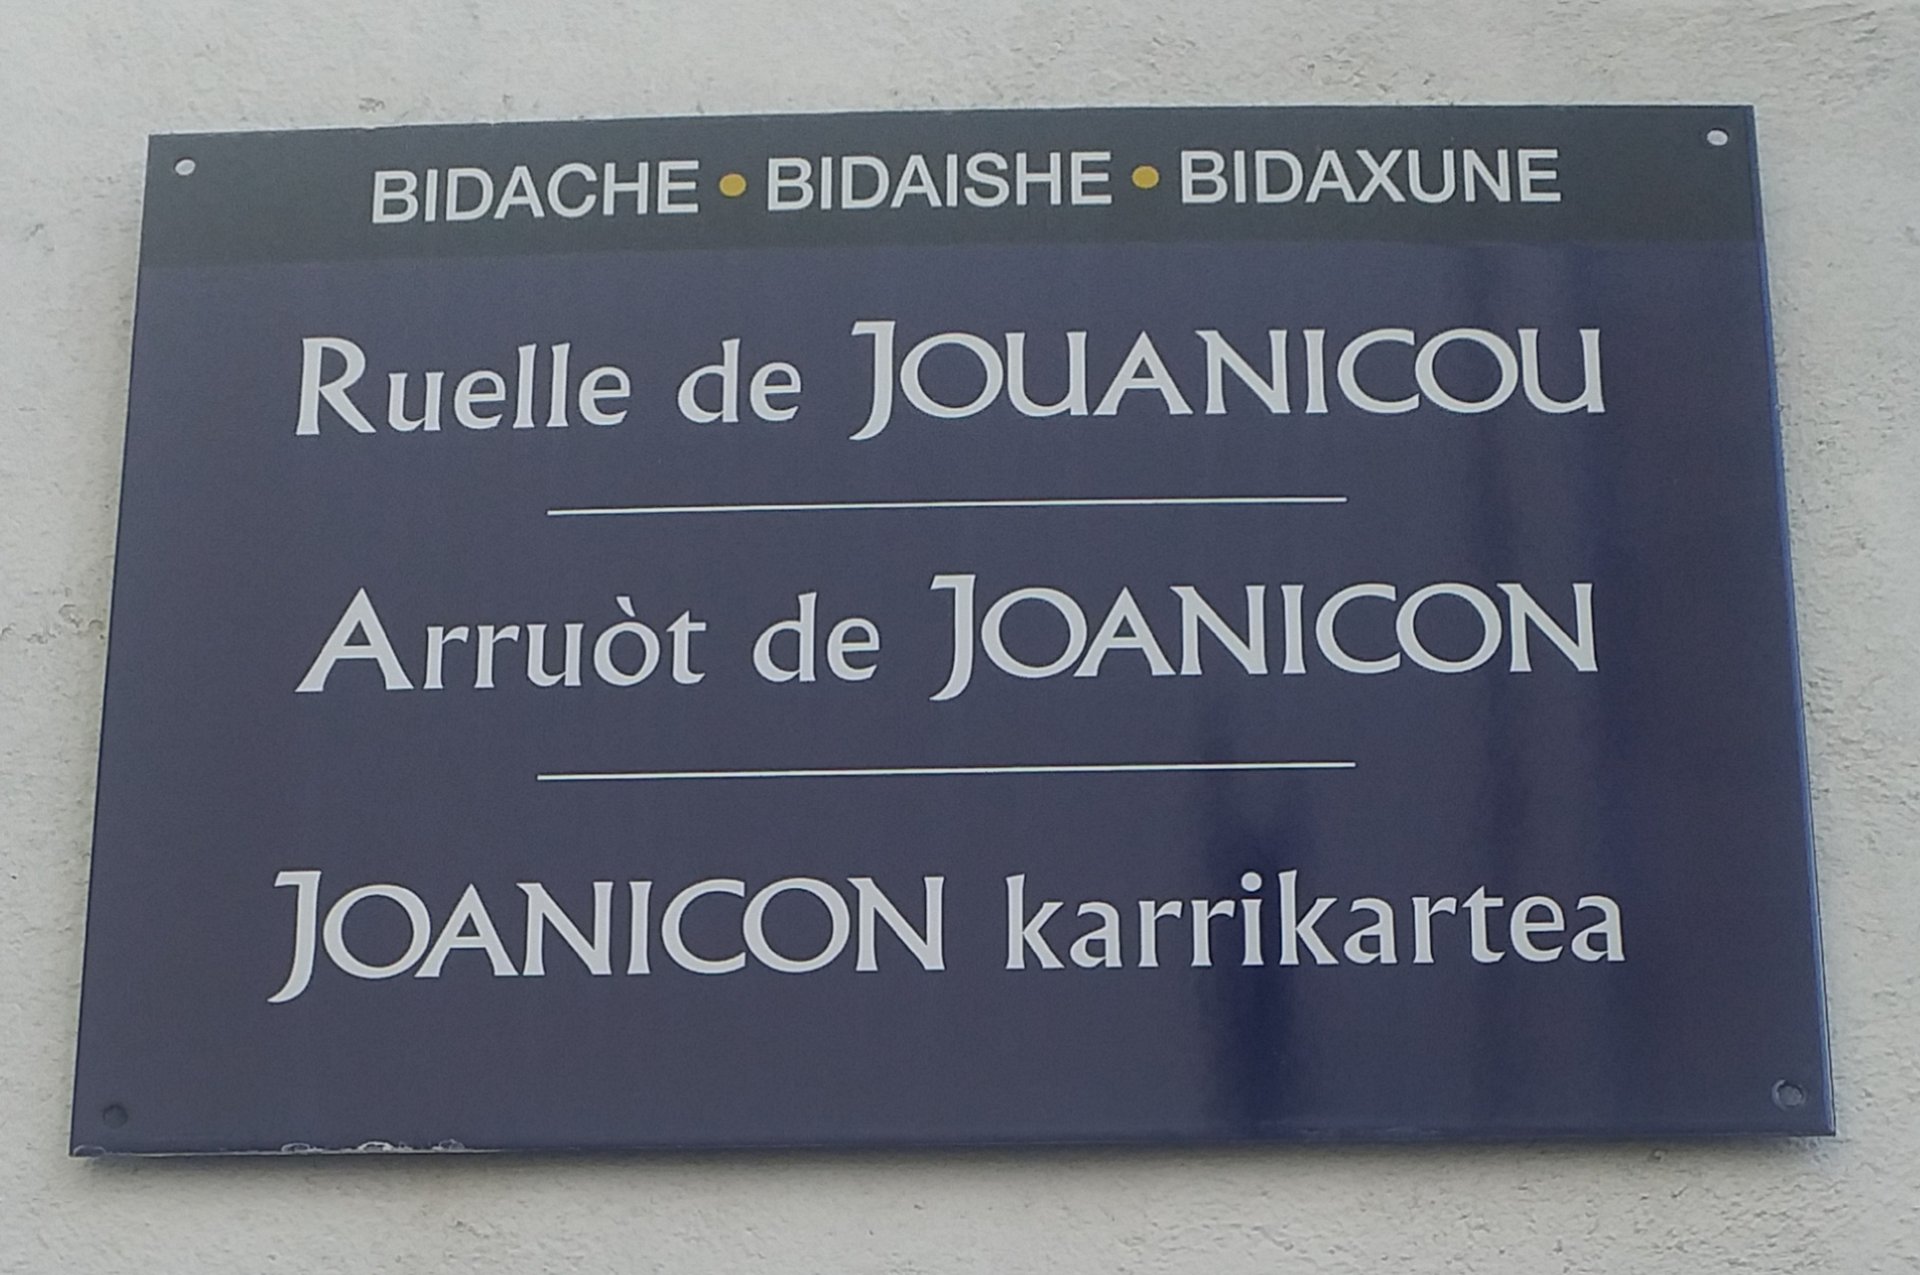 BIDACHE • BIDAISHE • BIDAXUNE
Ruelle de JOUANICOU
Arruòt de JOANICON
JOANICON karrikartea